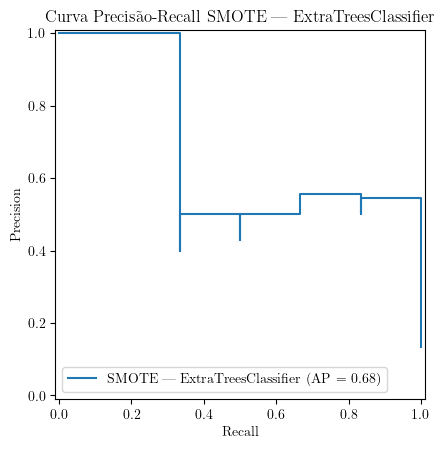 Curva Precisão-Recall SMOTE — ExtraTreesClassifier
1.0
0.8
0.6
0.4
0.2
0.0
Precision
SMOTE — ExtraTreesClassifier (AP = 0.68)
0.0 0.2 0.4 0.6 0.8 1.0
Recall